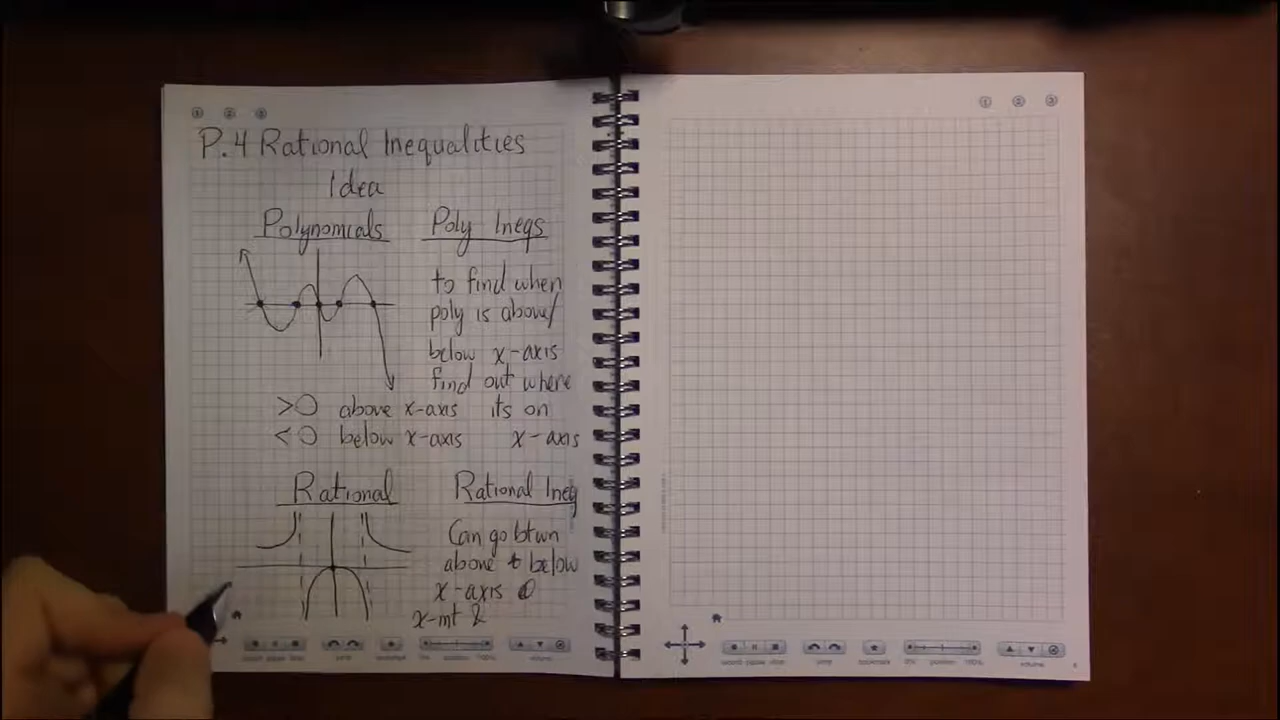 P.4 Rational Inequalities
Idea
Polynomials
Poly Ineqs
to find when
poly is above/
below x-axis
find out where
its on
x-axis
>0 above x-axis
<0 below x-axis
Rational
Rational Ineq
Can go btwn
above & below
x-axis @
x-int &